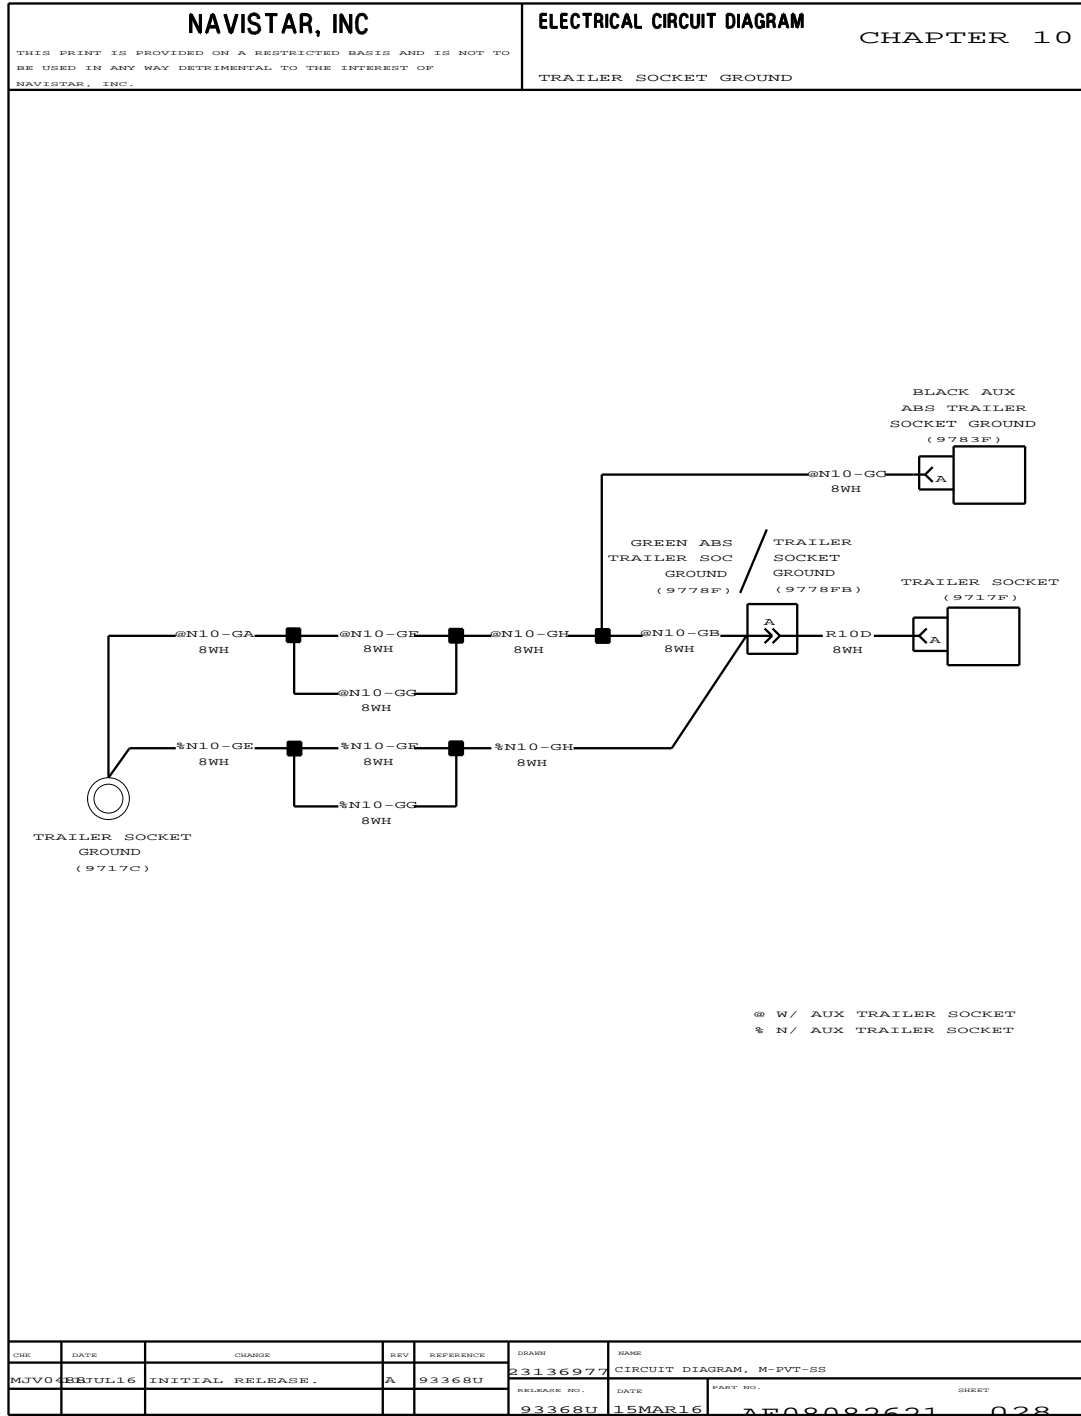 NAVISTAR, INC
THIS PRINT IS PROVIDED ON A RESTRICTED BASIS AND IS NOT TO
BE USED IN ANY WAY DETRIMENTAL TO THE INTEREST OF
NAVISTAR, INC.
ELECTRICAL CIRCUIT DIAGRAM
CHAPTER 10
TRAILER SOCKET GROUND
BLACK AUX
ABS TRAILER
SOCKET GROUND
(9783F)
@N10-GC
8WH
A
GREEN ABS
TRAILER SOC
GROUND
(9778F)
TRAILER
SOCKET
GROUND
(9778FB)
TRAILER SOCKET
(9717F)
@N10-GA
8WH
@N10-GF
8WH
@N10-GH
8WH
@N10-GB
8WH
A
R10D
8WH
A
@N10-GG
8WH
%N10-GE
8WH
%N10-GF
8WH
%N10-GH
8WH
%N10-GG
8WH
TRAILER SOCKET
GROUND
(9717C)
@ W/ AUX TRAILER SOCKET
% N/ AUX TRAILER SOCKET
CHK DATE CHANGE REV REFERENCE
JUL16 INITIAL RELEASE. A 93368U
DRAWN
23136977
NAME
CIRCUIT DIAGRAM, M-PVT-SS
RELEASE NO.
93368U
DATE
15MAR16
PART NO.
AE08082621
SHEET
028